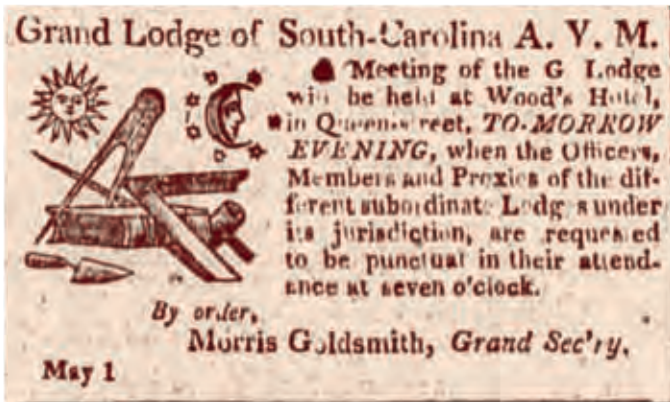 Grand Lodge of South-Carolina A. V. M.
A Meeting of the G Lodge
will be held at Wood's Hotel,
in Queen-street, TO-MORROW
EVENING, when the Officers,
Members and Proxies of the dif-
ferent subordinate Lodges under
its jurisdiction, are requested
to be punctual in their attend-
ance at seven o'clock.
By order,
Morris Goldsmith, Grand Sec'ry.
May 1